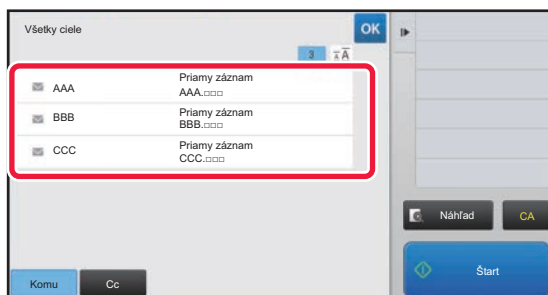 Všetky ciele
OK
3
AAA
Priamy záznam
AAA.□□□
BBB
Priamy záznam
BBB.□□□
CCC
Priamy záznam
CCC.□□□
Náhľad
CA
Štart
Komu
Cc